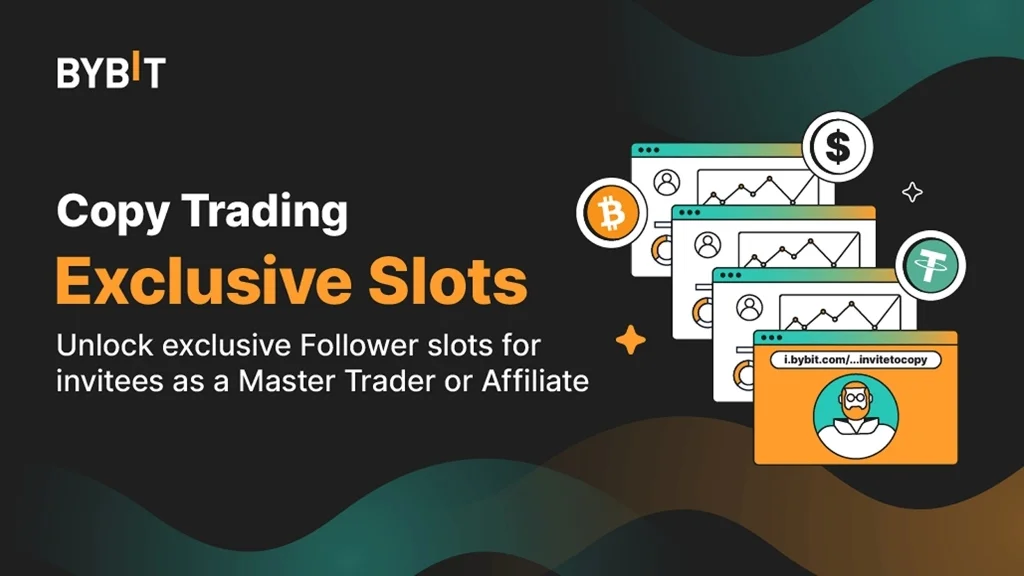 BYBIT
Copy Trading
Exclusive Slots
Unlock exclusive Follower slots for
invitees as a Master Trader or Affiliate
$
i.bybit.com/...invitetocopy